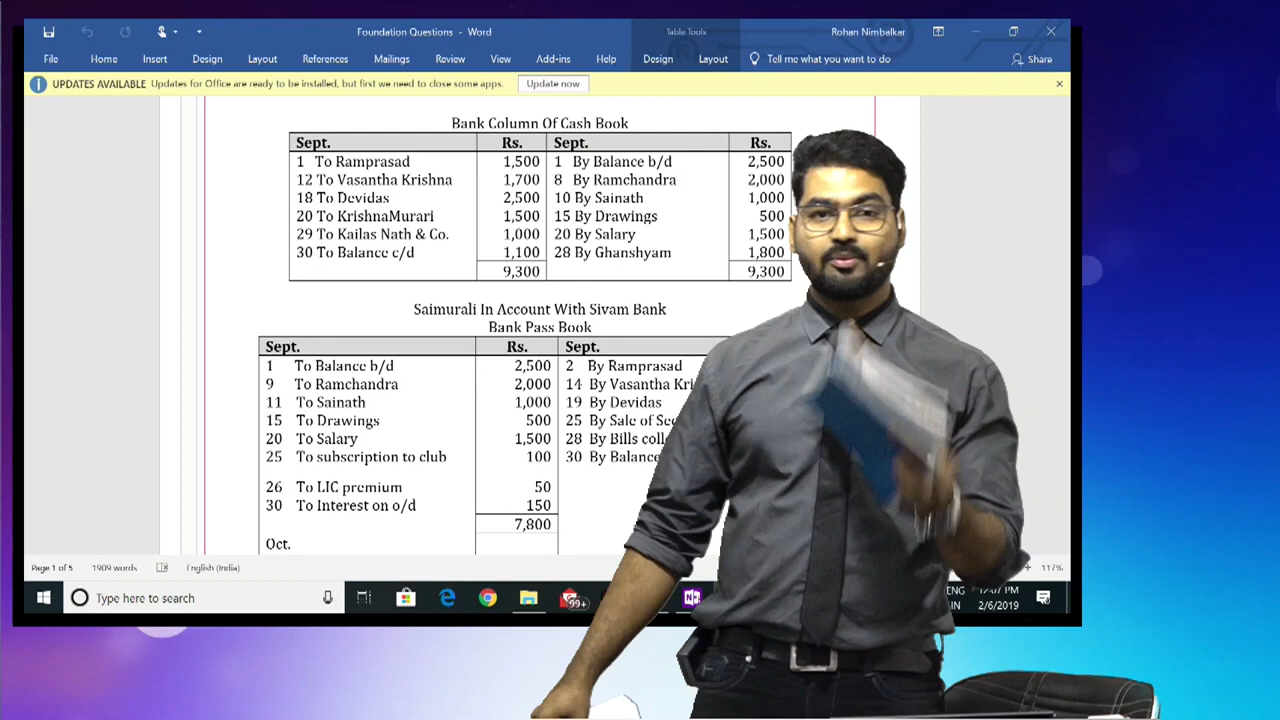 Foundation Questions - Word
Table Tools
Rohan Nimbalkar
File Home Insert Design Layout References Mailings Review View Add-ins Help Design Layout Tell me what you want to do Share
UPDATES AVAILABLE Updates for Office are ready to be installed, but first we need to close some apps. Update now
Bank Column Of Cash Book
Sept. Rs. Sept. Rs.
1 To Ramprasad 1,500 1 By Balance b/d 2,500
12 To Vasantha Krishna 1,700 8 By Ramchandra 2,000
18 To Devidas 2,500 10 By Sainath 1,000
20 To KrishnaMurari 1,500 15 By Drawings 500
29 To Kailas Nath & Co. 1,000 20 By Salary 1,500
30 To Balance c/d 1,100 28 By Ghanshyam 1,800
9,300 9,300
Saimurali In Account With Sivam Bank
Bank Pass Book
Sept. Rs. Sept.
1 To Balance b/d 2,500 2 By Ramprasad
9 To Ramchandra 2,000 14 By Vasantha Kri
11 To Sainath 1,000 19 By Devidas
15 To Drawings 500 25 By Sale of Sec
20 To Salary 1,500 28 By Bills coll
25 To subscription to club 100 30 By Balance
26 To LIC premium 50
30 To Interest on o/d 150
7,800
Oct.
Page 1 of 5 1909 words English (India) 117%
Type here to search
99+
ENG
IN
12:07 PM
2/6/2019